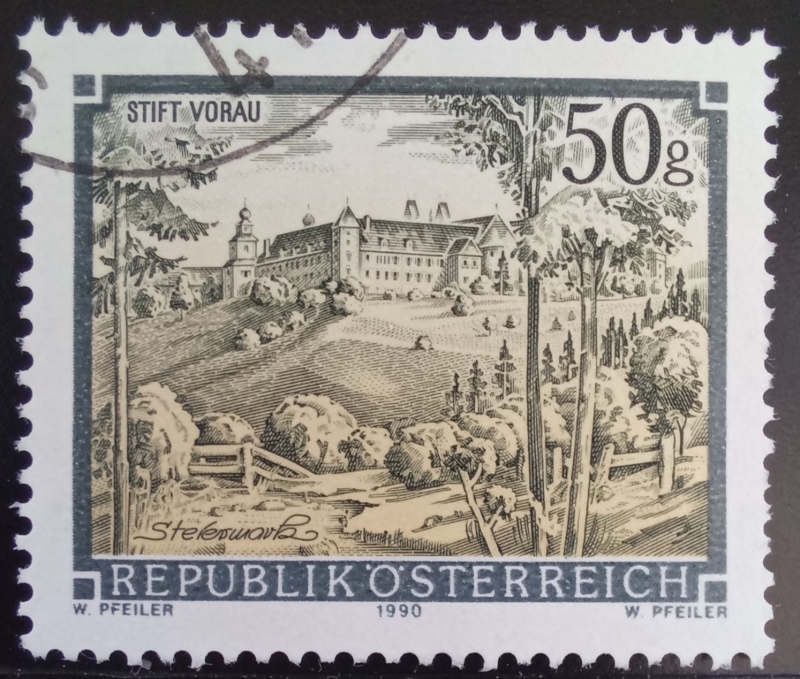 STIFT VORAU
50g
Steiermark
REPUBLIK ÖSTERREICH
W. PFEILER 1990 W. PFEILER